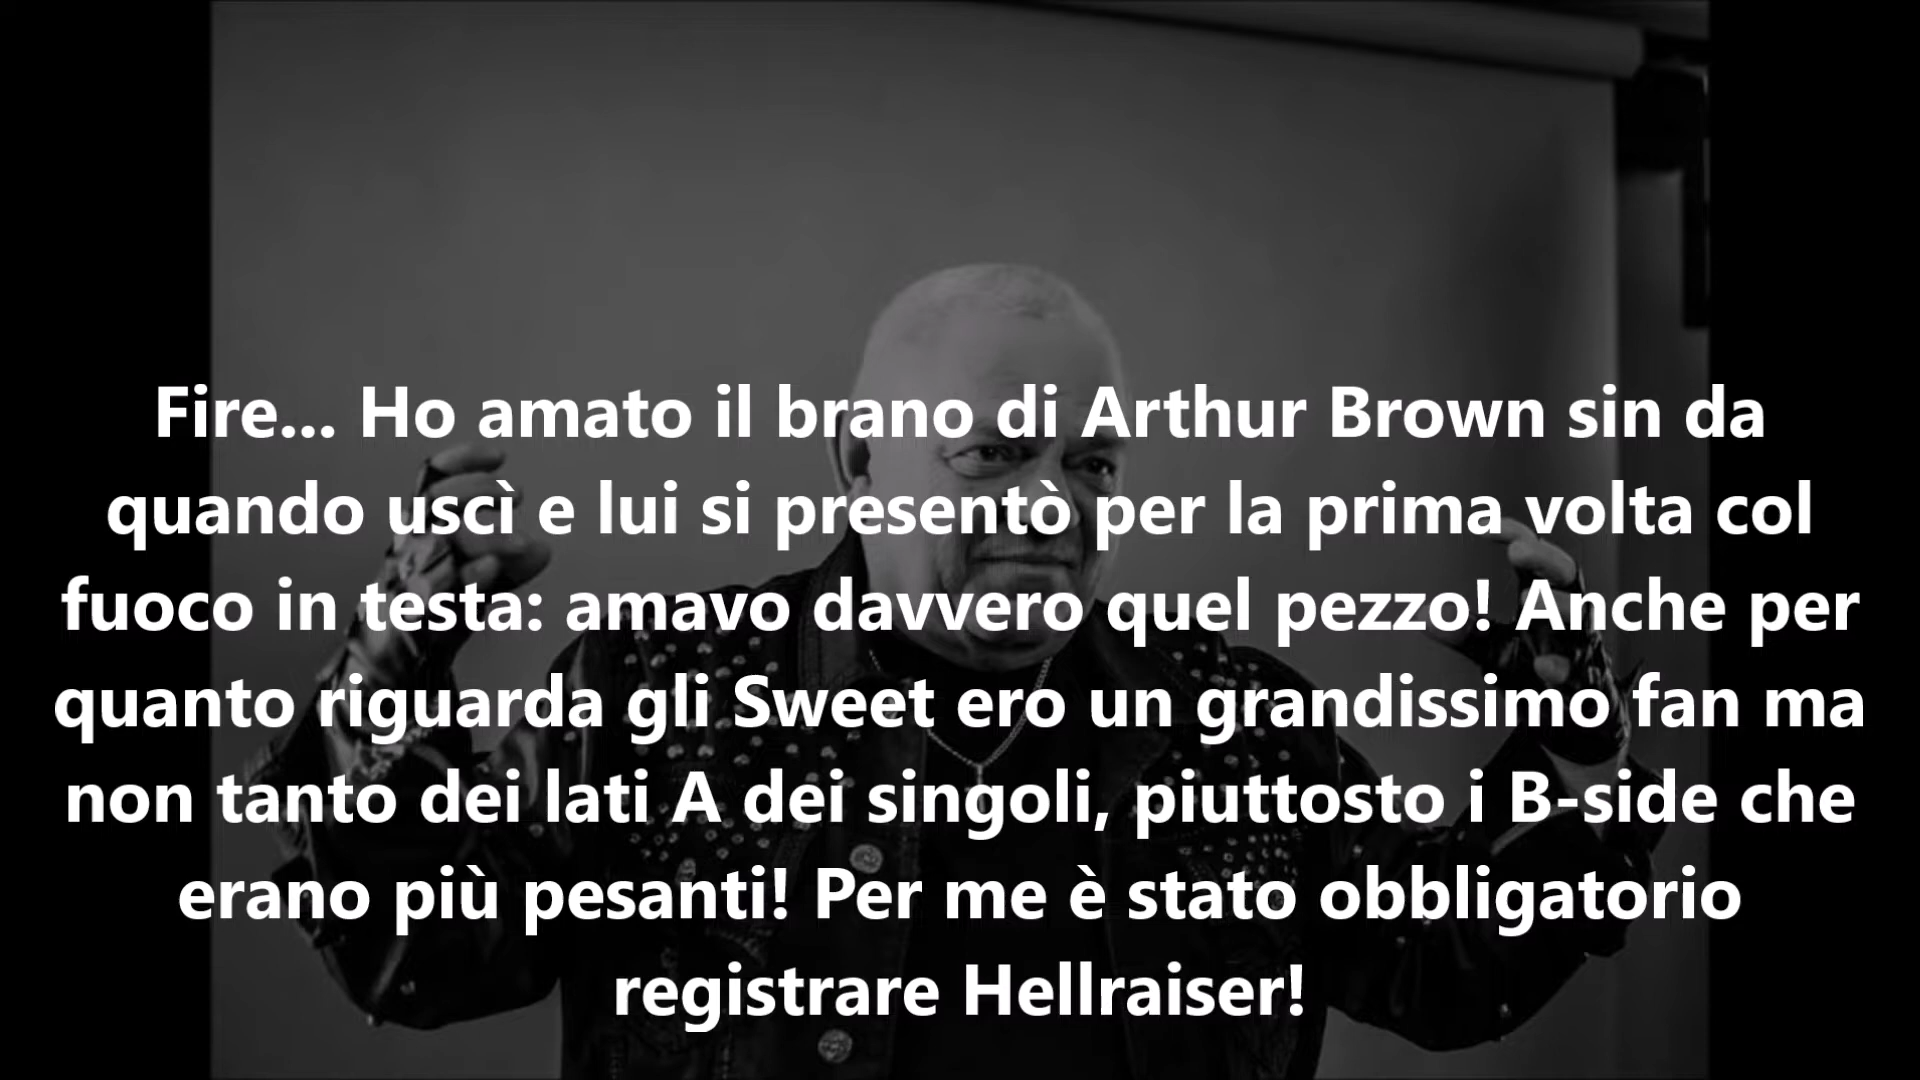 Fire... Ho amato il brano di Arthur Brown sin da
quando uscì e lui si presentò per la prima volta col
fuoco in testa: amavo davvero quel pezzo! Anche per
quanto riguarda gli Sweet ero un grandissimo fan ma
non tanto dei lati A dei singoli, piuttosto i B-side che
erano più pesanti! Per me è stato obbligatorio
registrare Hellraiser!